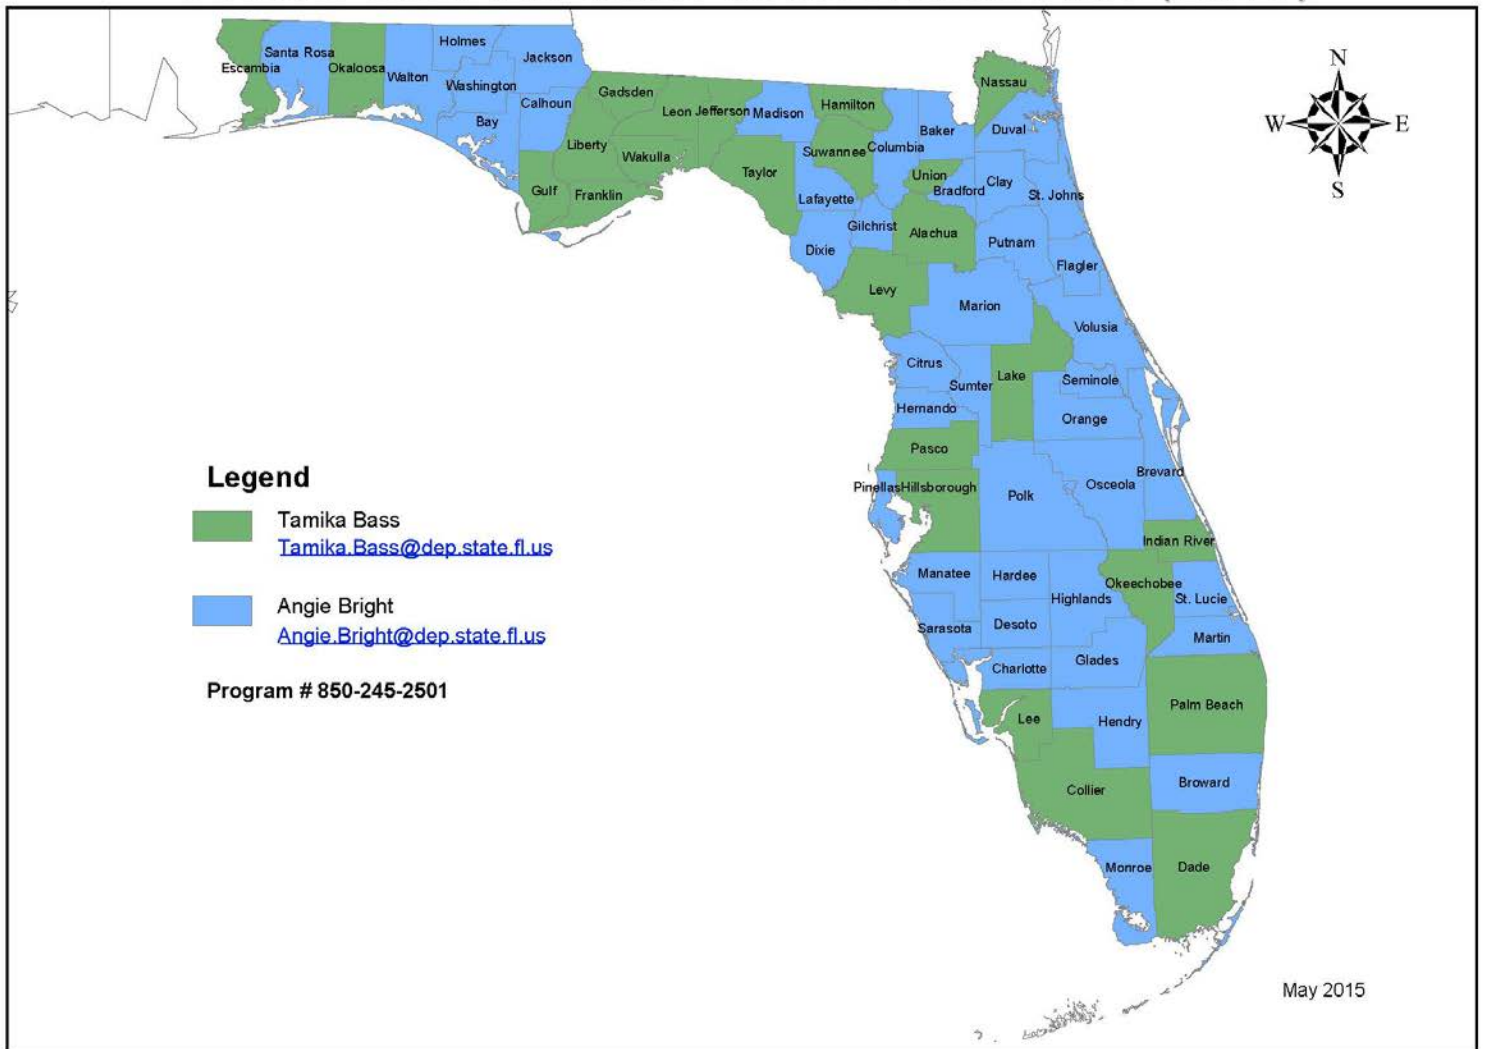 N
W E
S
Holmes
Santa Rosa
Jackson
Escambia
Okaloosa
Walton
Washington
Calhoun
Bay
Gadsden
Leon
Jefferson
Madison
Hamilton
Nassau
Baker
Duval
Liberty
Wakulla
Suwannee
Columbia
Taylor
Union
Bradford
Clay
St. Johns
Gulf
Franklin
Lafayette
Gilchrist
Alachua
Dixie
Putnam
Flagler
Levy
Marion
Volusia
Citrus
Sumter
Lake
Seminole
Hernando
Orange
Pasco
Pinellas
Hillsborough
Polk
Osceola
Brevard
Indian River
Manatee
Hardee
Highlands
Okeechobee
St. Lucie
Sarasota
Desoto
Martin
Charlotte
Glades
Lee
Hendry
Palm Beach
Collier
Broward
Monroe
Dade
Legend
Tamika Bass
Tamika.Bass@dep.state.fl.us
Angie Bright
Angie.Bright@dep.state.fl.us
Program # 850-245-2501
May 2015